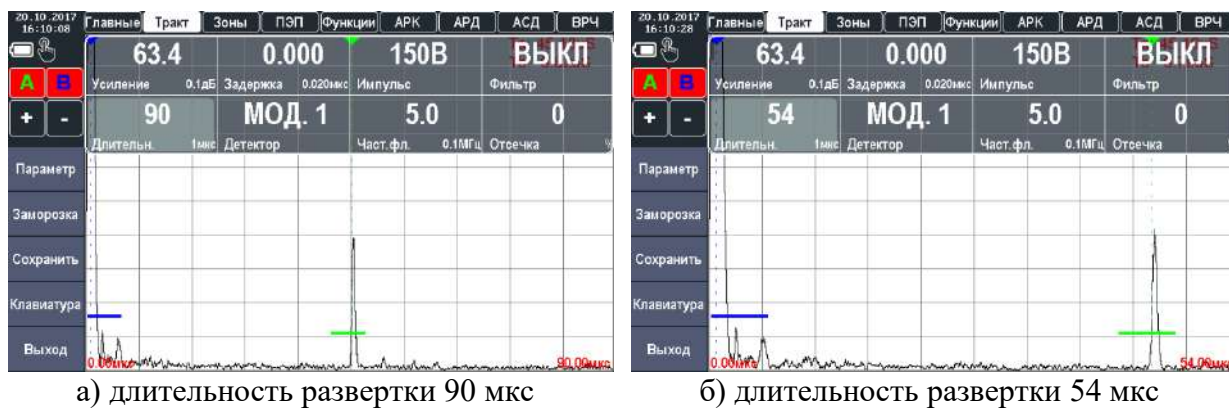 20.10.2017
16:10:08
Главные Тракт Зоны ПЭП Функции АРК АРД АСД ВРЧ
63.4 0.000 150В ВЫКЛ
Усиление 0.1дБ Задержка 0.020мкс Импульс Фильтр
А В
+ - 90 МОД. 1 5.0 0
Длительн. 1мкс Детектор Част.фл. 0.1МГц Отсечка %
Параметр
Заморозка
Сохранить
Клавиатура
Выход
0.00мкс 90.00мкс
а) длительность развертки 90 мкс
20.10.2017
16:10:28
Главные Тракт Зоны ПЭП Функции АРК АРД АСД ВРЧ
63.4 0.000 150В ВЫКЛ
Усиление 0.1дБ Задержка 0.020мкс Импульс Фильтр
А В
+ - 54 МОД. 1 5.0 0
Длительн. 1мкс Детектор Част.фл. 0.1МГц Отсечка
Параметр
Заморозка
Сохранить
Клавиатура
Выход
0.00мкс 54.00мкс
б) длительность развертки 54 мкс